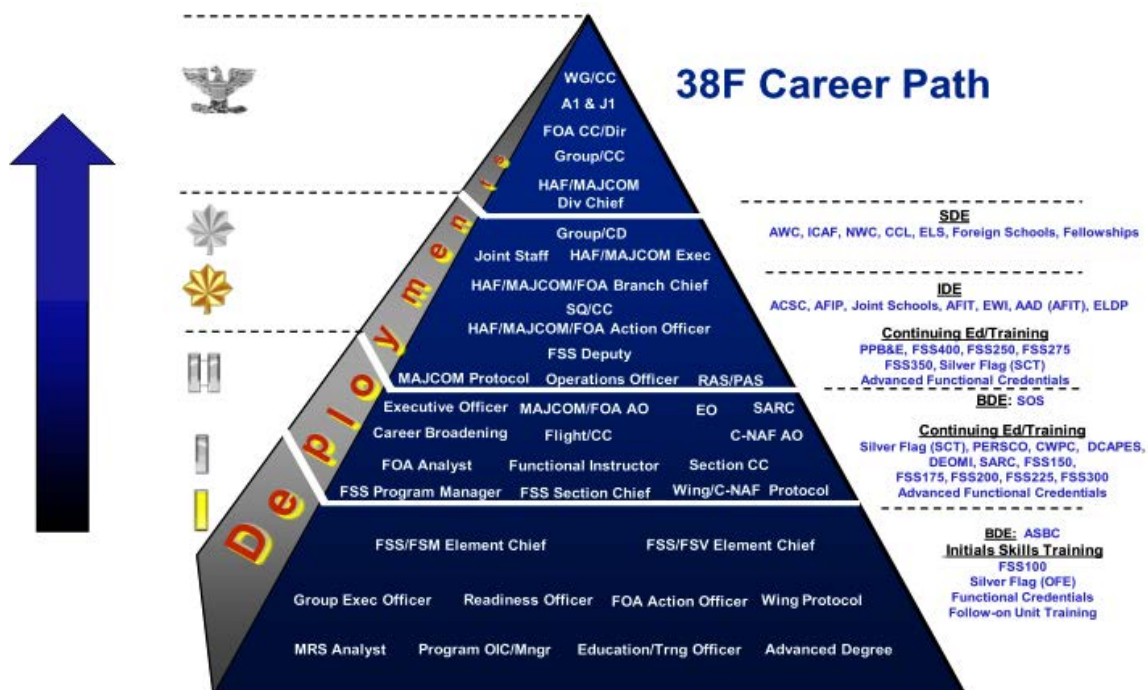 38F Career Path
Deployments
WG/CC
A1 & J1
FOA CC/Dir
Group/CC
HAF/MAJCOM
Div Chief
Group/CD
Joint Staff HAF/MAJCOM Exec
HAF/MAJCOM/FOA Branch Chief
SQ/CC
HAF/MAJCOM/FOA Action Officer
FSS Deputy
MAJCOM Protocol Operations Officer RAS/PAS
Executive Officer MAJCOM/FOA AO EO SARC
Career Broadening Flight/CC C-NAF AO
FOA Analyst Functional Instructor Section CC
FSS Program Manager FSS Section Chief Wing/C-NAF Protocol
FSS/FSM Element Chief FSS/FSV Element Chief
Group Exec Officer Readiness Officer FOA Action Officer Wing Protocol
MRS Analyst Program OIC/Mngr Education/Trng Officer Advanced Degree
SDE
AWC, ICAF, NWC, CCL, ELS, Foreign Schools, Fellowships
IDE
ACSC, AFIP, Joint Schools, AFIT, EWI, AAD (AFIT), ELDP
Continuing Ed/Training
PPB&E, FSS400, FSS250, FSS275
FSS350, Silver Flag (SCT)
Advanced Functional Credentials
BDE: SOS
Continuing Ed/Training
Silver Flag (SCT), PERSCO, CWPC, DCAPES,
DEOMI, SARC, FSS150,
FSS175, FSS200, FSS225, FSS300
Advanced Functional Credentials
BDE: ASBC
Initials Skills Training
FSS100
Silver Flag (OFE)
Functional Credentials
Follow-on Unit Training